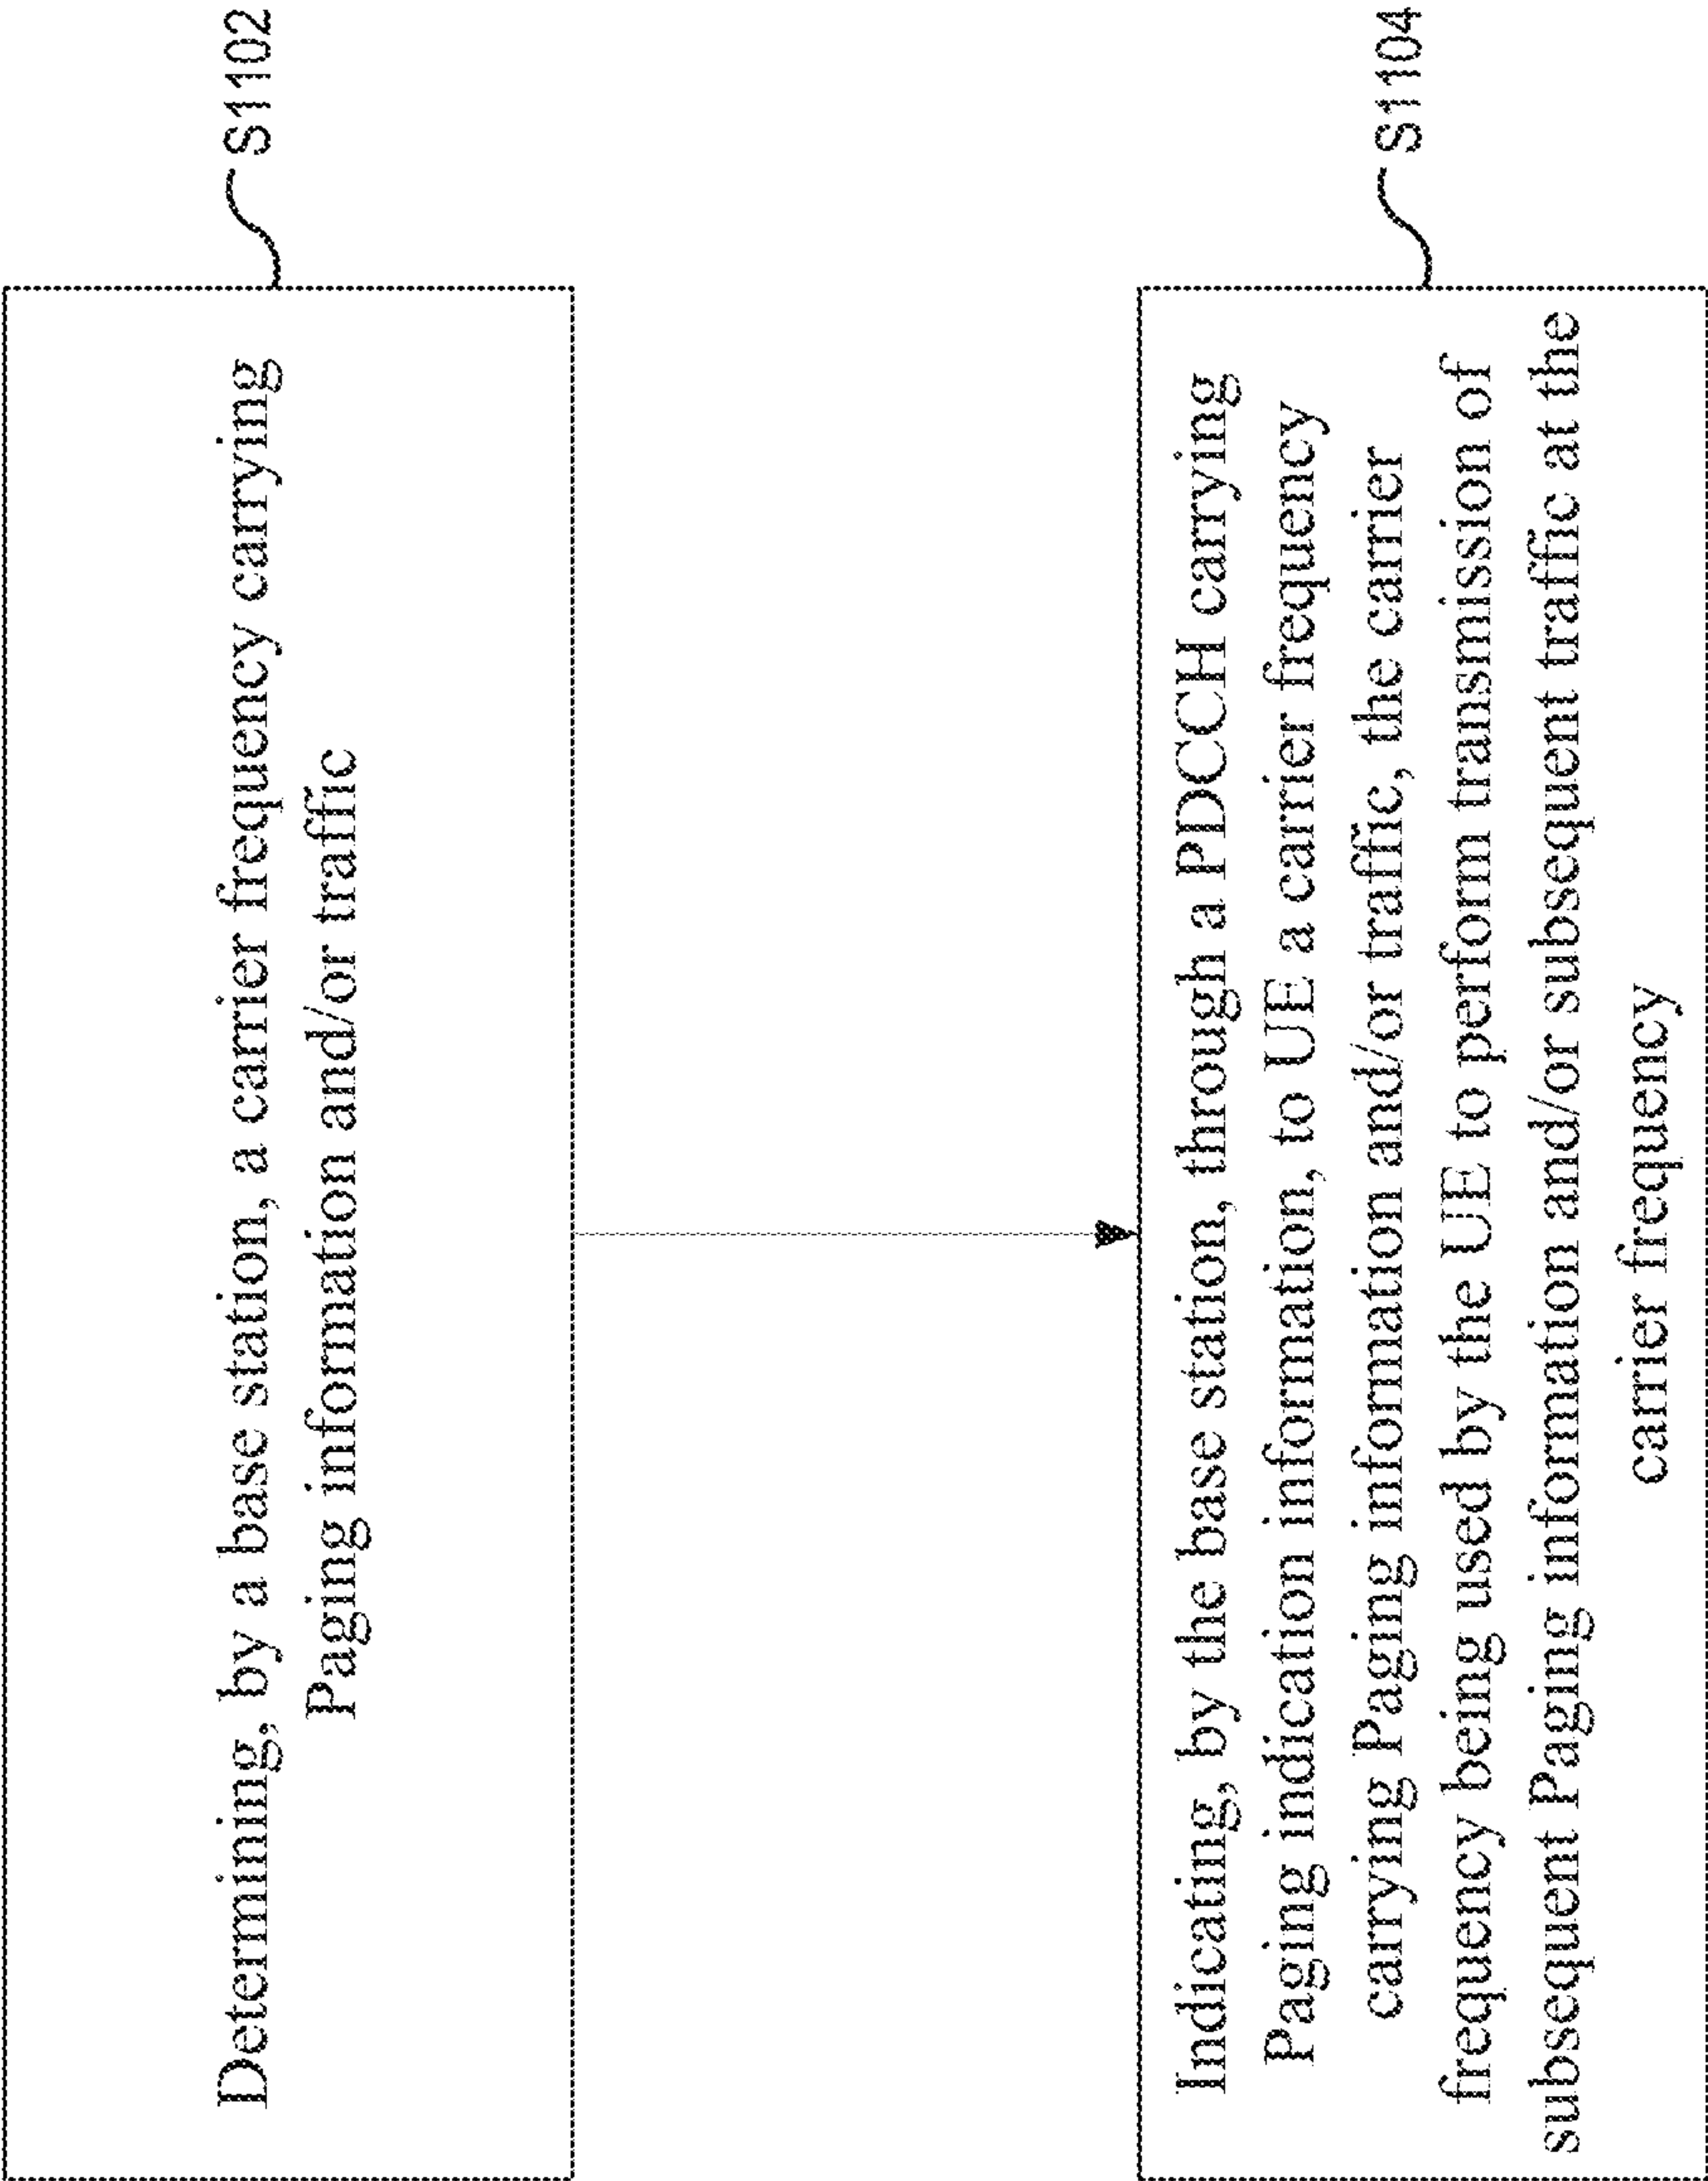 Determining, by a base station, a carrier frequency carrying
Paging information and/or traffic
S1102
Indicating, by the base station, through a PDCCH carrying
Paging indication information, to UE a carrier frequency
carrying Paging information and/or traffic, the carrier
frequency being used by the UE to perform transmission of
subsequent Paging information and/or subsequent traffic at the
carrier frequency
S1104